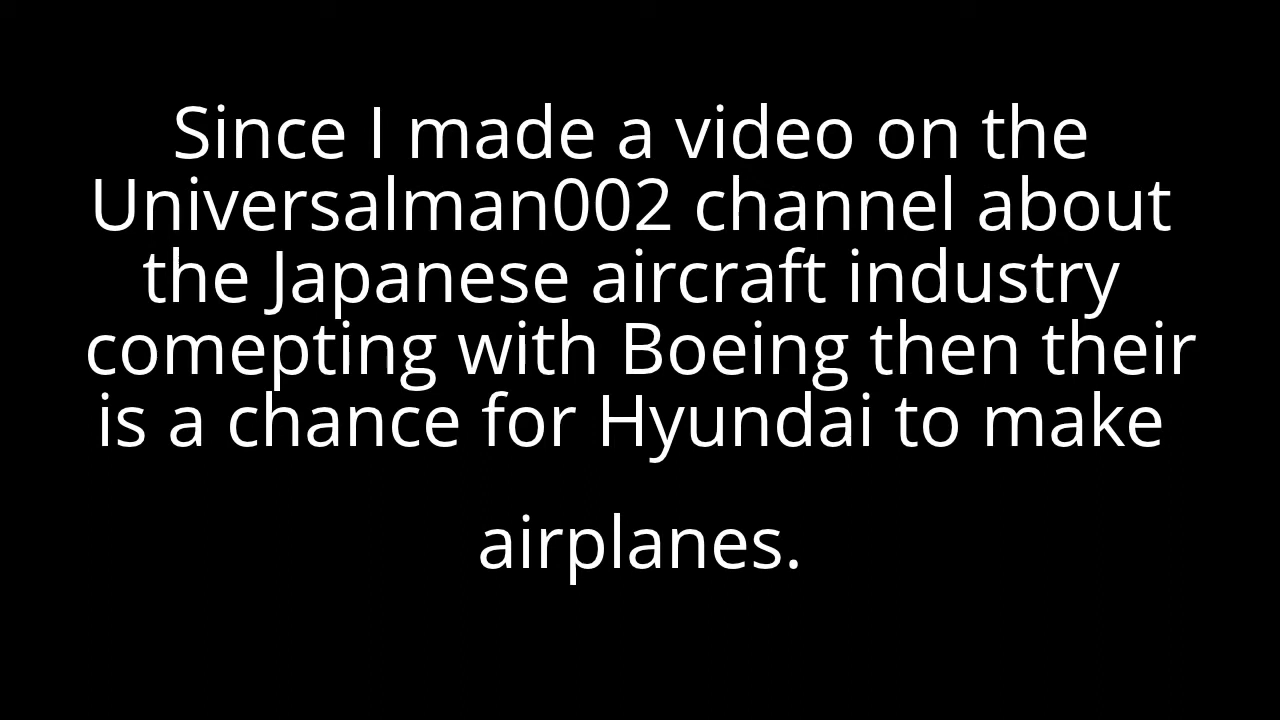 Since I made a video on the
Universalman002 channel about
the Japanese aircraft industry
comepting with Boeing then their
is a chance for Hyundai to make
airplanes.